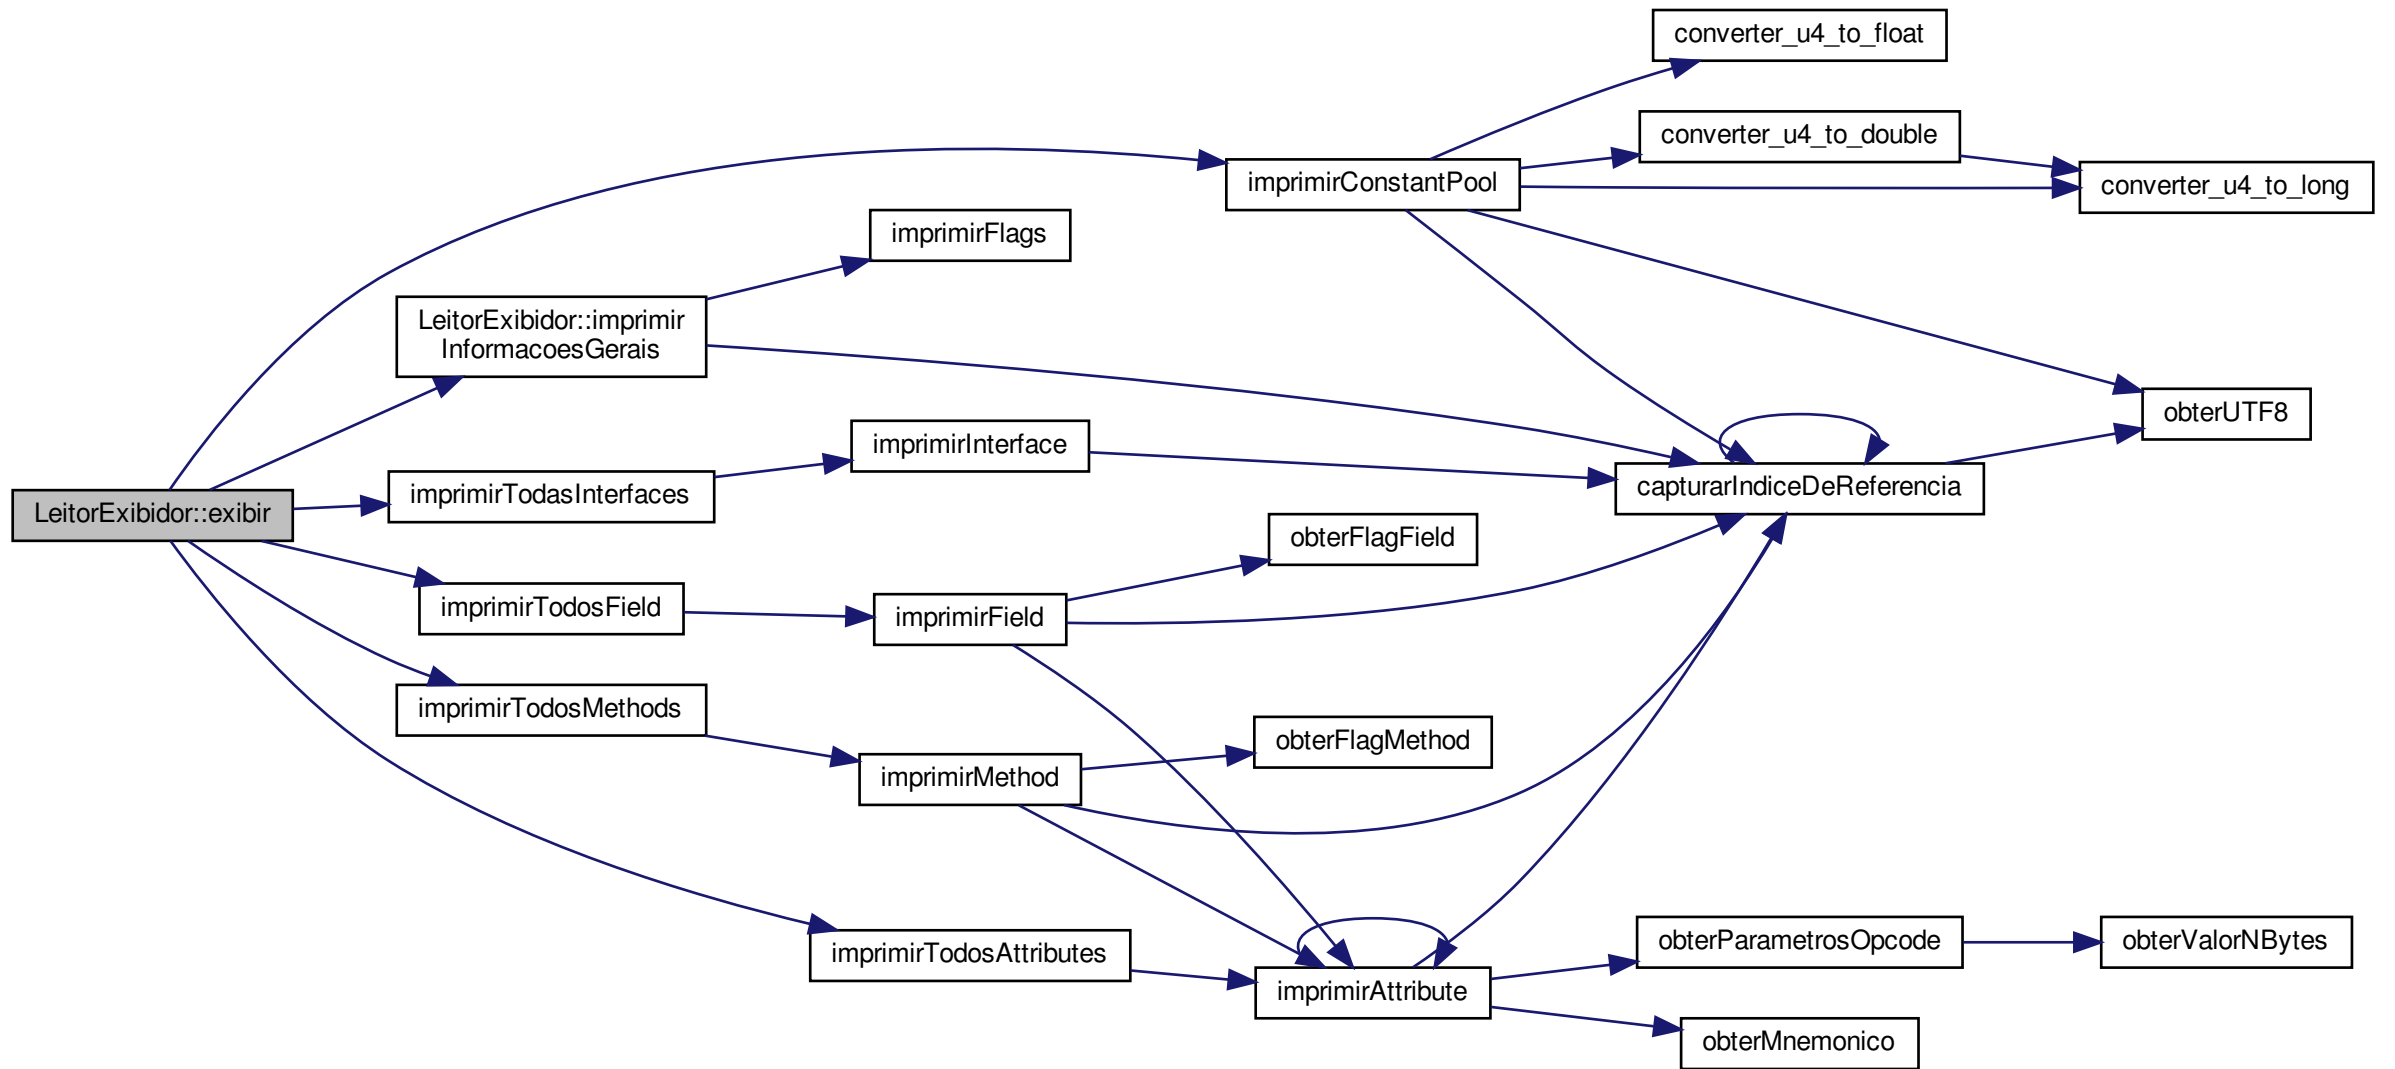 converter_u4_to_float
converter_u4_to_double
imprimirConstantPool
converter_u4_to_long
imprimirFlags
LeitorExibidor::imprimir
InformacoesGerais
obterUTF8
imprimirInterface
imprimirTodasInterfaces
capturarIndiceDeReferencia
LeitorExibidor::exibir
obterFlagField
imprimirTodosField
imprimirField
imprimirTodosMethods
obterFlagMethod
imprimirMethod
imprimirTodosAttributes
obterParametrosOpcode
obterValorNBytes
imprimirAttribute
obterMnemonico